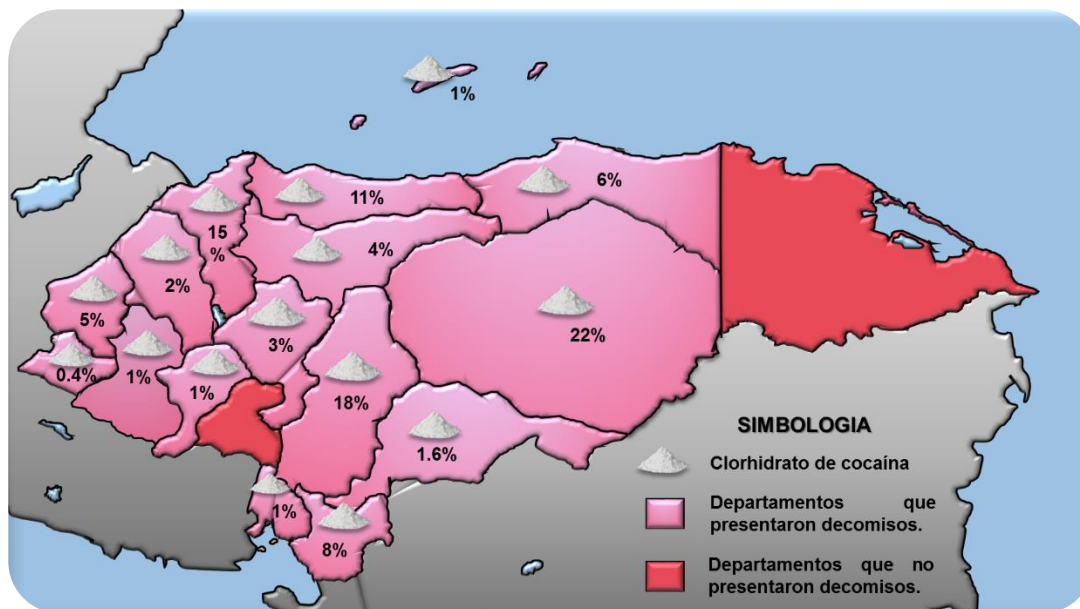 1%
6%
11%
15
%
4%
2%
22%
5%
3%
0.4%
1%
1%
18%
1.6%
1%
8%
SIMBOLOGIA
Clorhidrato de cocaína
Departamentos que
presentaron decomisos.
Departamentos que no
presentaron decomisos.